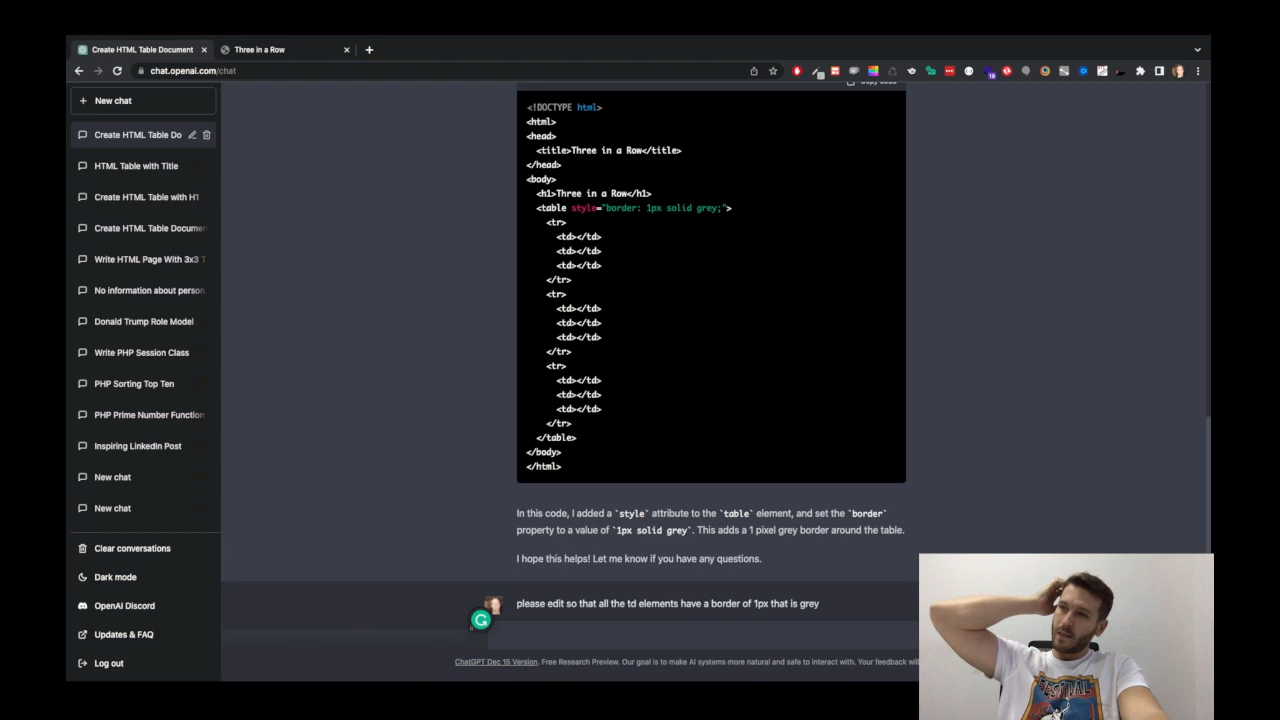 Create HTML Table Document
Three in a Row
chat.openai.com/chat
New chat
Create HTML Table Do
HTML Table with Title
Create HTML Table with H1
Create HTML Table Documen
Write HTML Page With 3x3 T
No information about person
Donald Trump Role Model
Write PHP Session Class
PHP Sorting Top Ten
PHP Prime Number Function
Inspiring LinkedIn Post
New chat
New chat
Clear conversations
Dark mode
OpenAI Discord
Updates & FAQ
Log out
<!DOCTYPE html>
<html>
<head>
<title>Three in a Row</title>
</head>
<body>
<h1>Three in a Row</h1>
<table style="border: 1px solid grey;">
<tr>
<td></td>
<td></td>
<td></td>
</tr>
<tr>
<td></td>
<td></td>
<td></td>
</tr>
<tr>
<td></td>
<td></td>
<td></td>
</tr>
</table>
</body>
</html>
In this code, I added a `style` attribute to the `table` element, and set the `border`
property to a value of `1px solid grey`. This adds a 1 pixel grey border around the table.
I hope this helps! Let me know if you have any questions.
please edit so that all the td elements have a border of 1px that is grey
ChatGPT Dec 15 Version. Free Research Preview. Our goal is to make AI systems more natural and safe to interact with. Your feedback wil